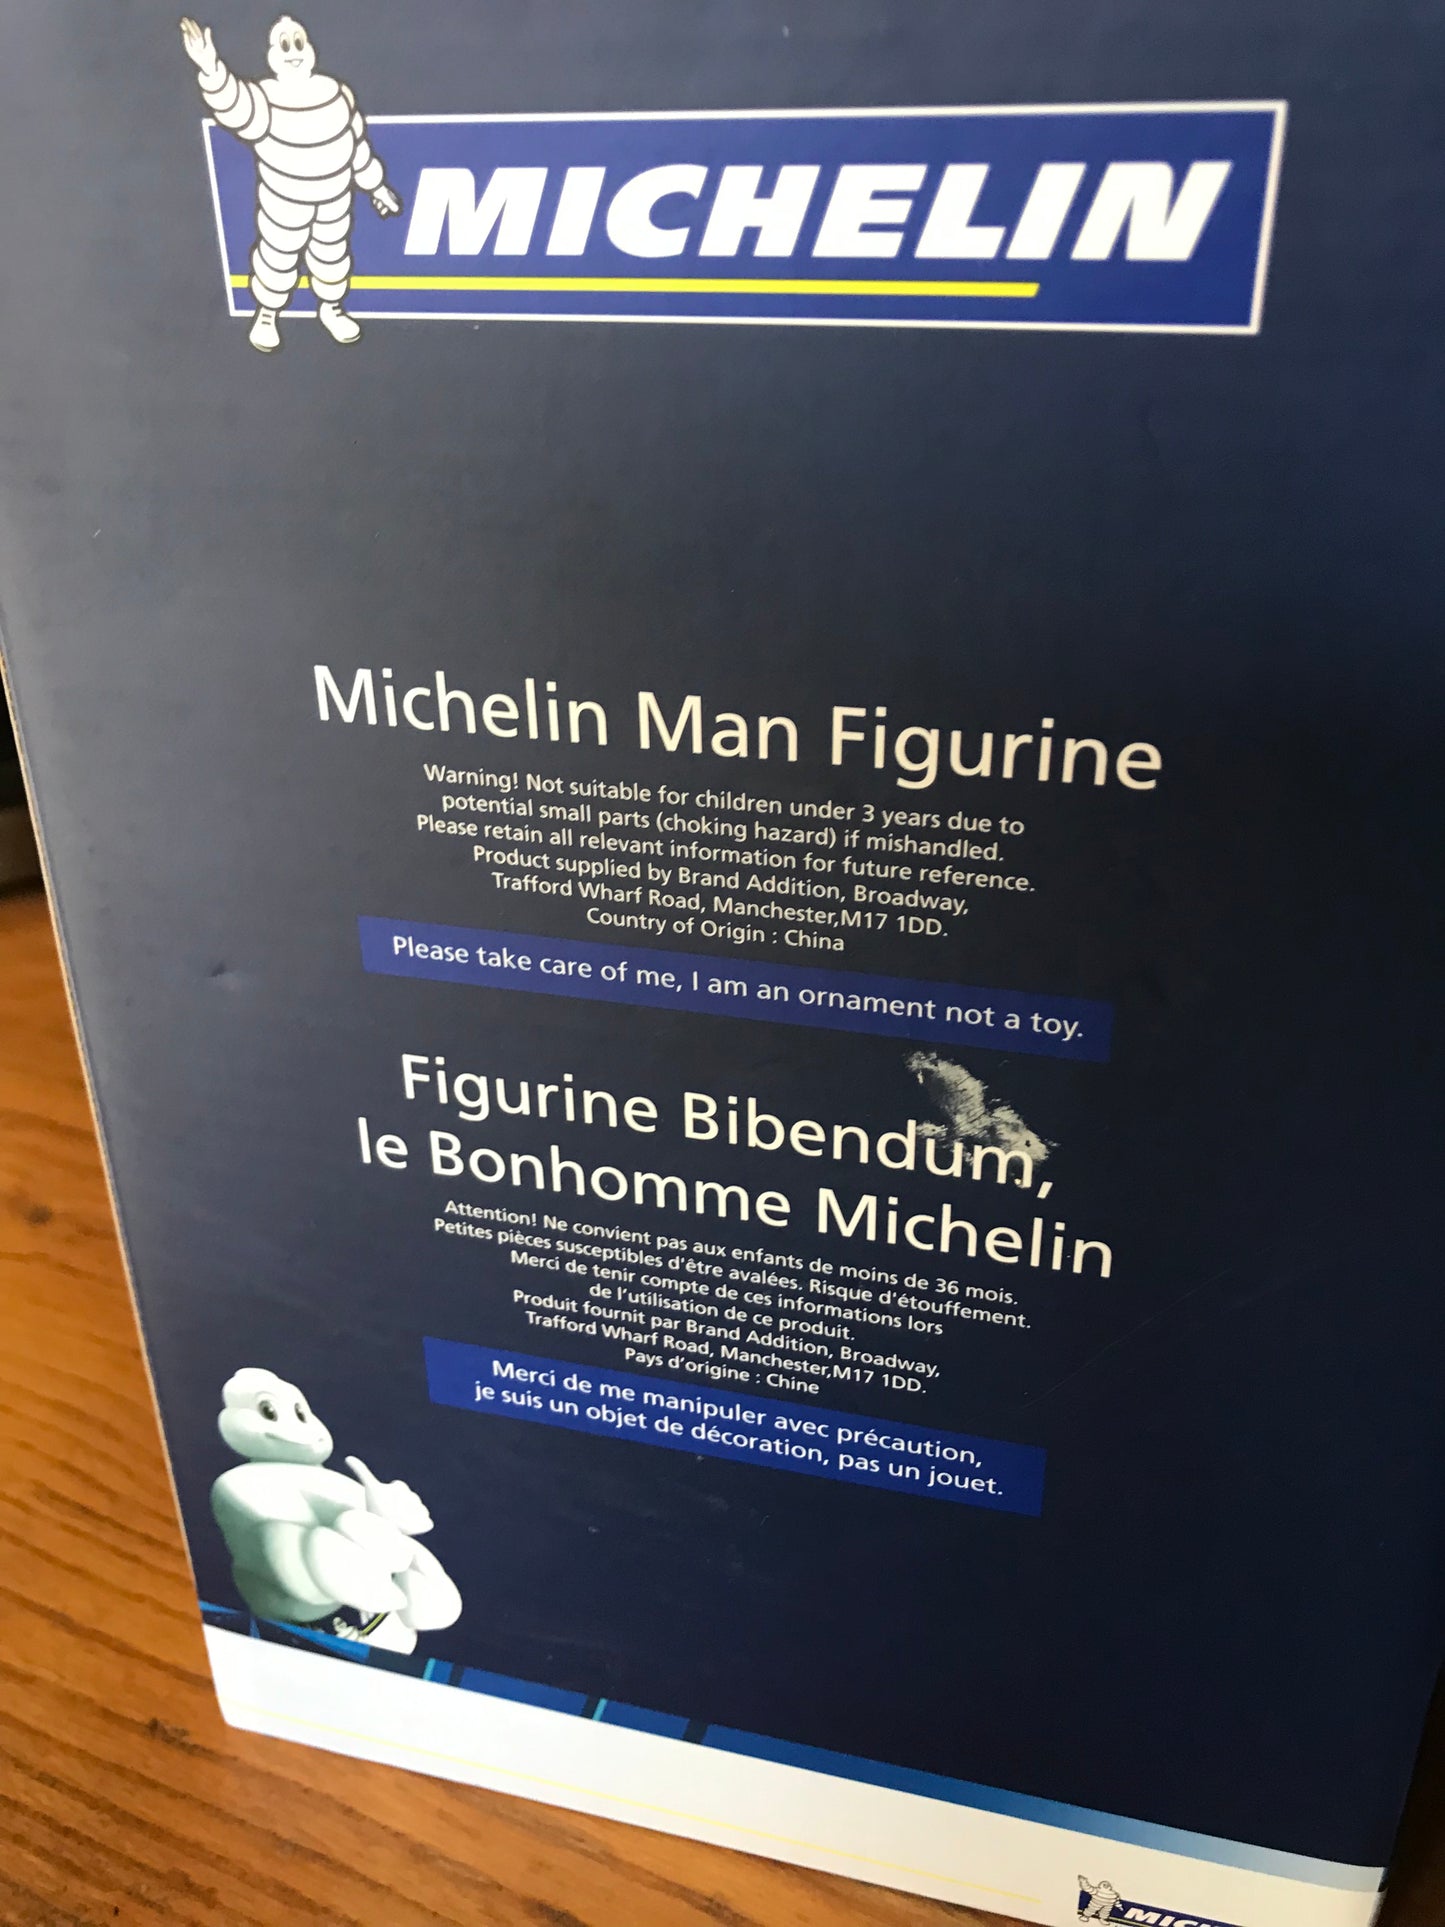 MICHELIN
Michelin Man Figurine
Warning! Not suitable for children under 3 years due to
potential small parts (choking hazard) if mishandled.
Please retain all relevant information for future reference.
Product supplied by Brand Addition, Broadway,
Trafford Wharf Road, Manchester,M17 1DD.
Country of Origin : China
Please take care of me, I am an ornament not a toy.
Figurine Bibendum,
le Bonhomme Michelin
Attention! Ne convient pas aux enfants de moins de 36 mois.
Petites pièces susceptibles d'être avalées. Risque d'étouffement.
Merci de tenir compte de ces informations lors
de l'utilisation de ce produit.
Produit fournit par Brand Addition, Broadway,
Trafford Wharf Road, Manchester,M17 1DD.
Pays d'origine : Chine
Merci de me manipuler avec précaution,
je suis un objet de décoration, pas un jouet.